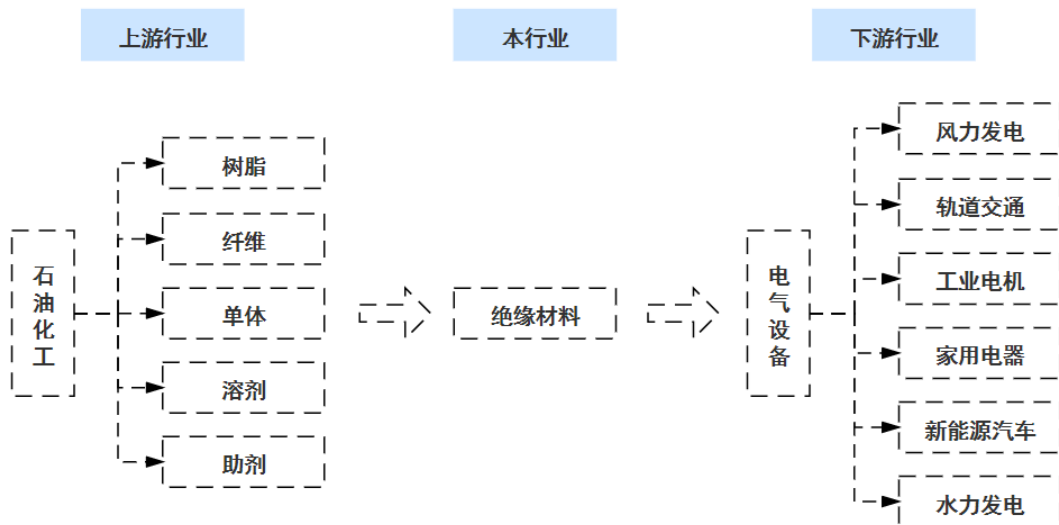 上游行业
本行业
下游行业
石油化工
树脂
纤维
单体
溶剂
助剂
绝缘材料
电气设备
风力发电
轨道交通
工业电机
家用电器
新能源汽车
水力发电